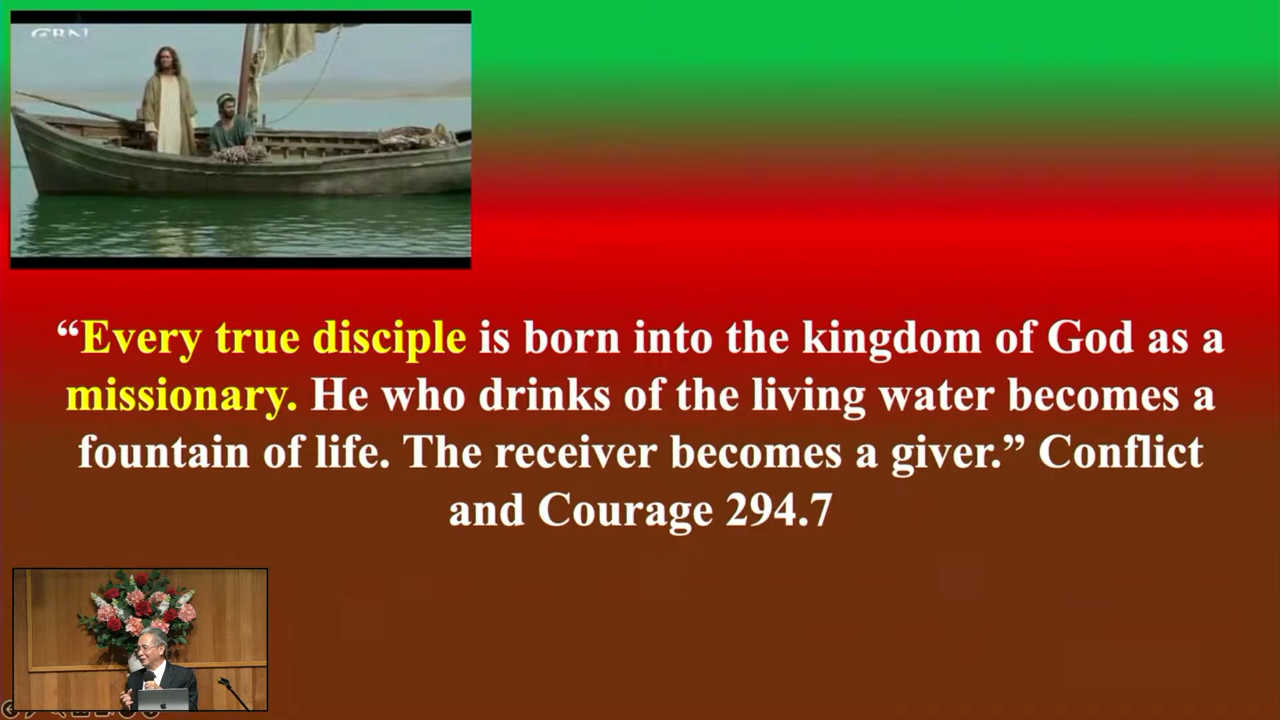 “Every true disciple is born into the kingdom of God as a
missionary. He who drinks of the living water becomes a
fountain of life. The receiver becomes a giver.” Conflict
and Courage 294.7